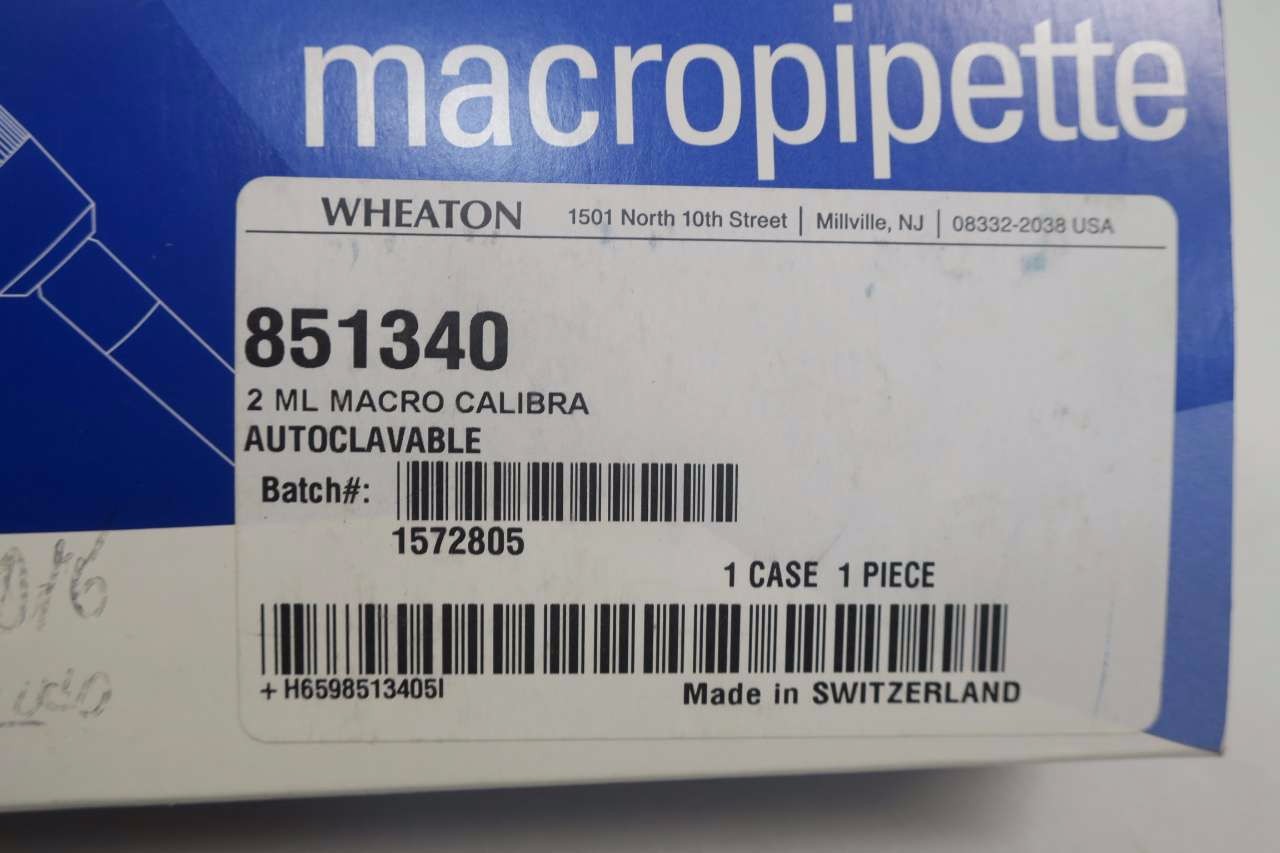 macropipette
WHEATON 1501 North 10th Street | Millville, NJ | 08332-2038 USA
851340
2 ML MACRO CALIBRA
AUTOCLAVABLE
Batch#:
1572805
1 CASE 1 PIECE
+H6598513405I
Made in SWITZERLAND